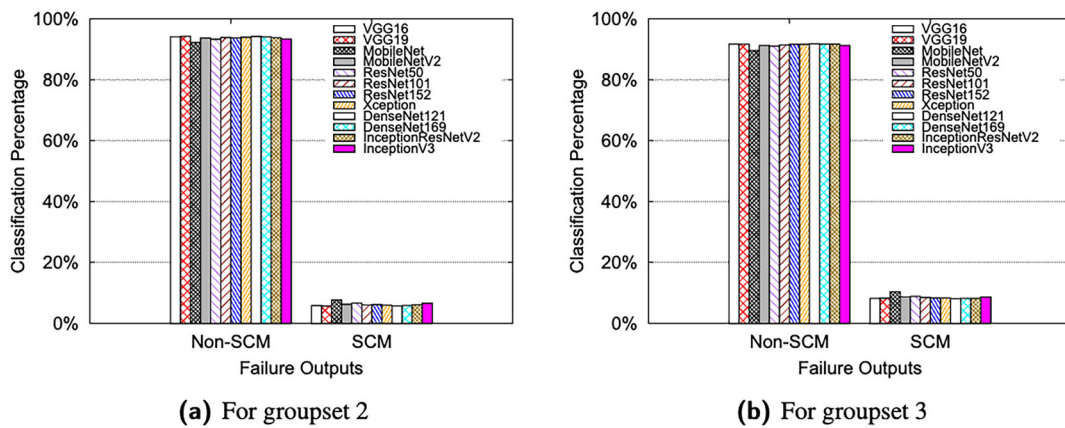 100%
80%
60%
40%
20%
0%
Classification Percentage
VGG16
VGG19
MobileNet
MobileNetV2
ResNet50
ResNet101
ResNet152
Xception
DenseNet121
DenseNet169
InceptionResNetV2
InceptionV3
Non-SCM SCM
Failure Outputs
(a) For groupset 2
100%
80%
60%
40%
20%
0%
Classification Percentage
VGG16
VGG19
MobileNet
MobileNetV2
ResNet50
ResNet101
ResNet152
Xception
DenseNet121
DenseNet169
InceptionResNetV2
InceptionV3
Non-SCM SCM
Failure Outputs
(b) For groupset 3